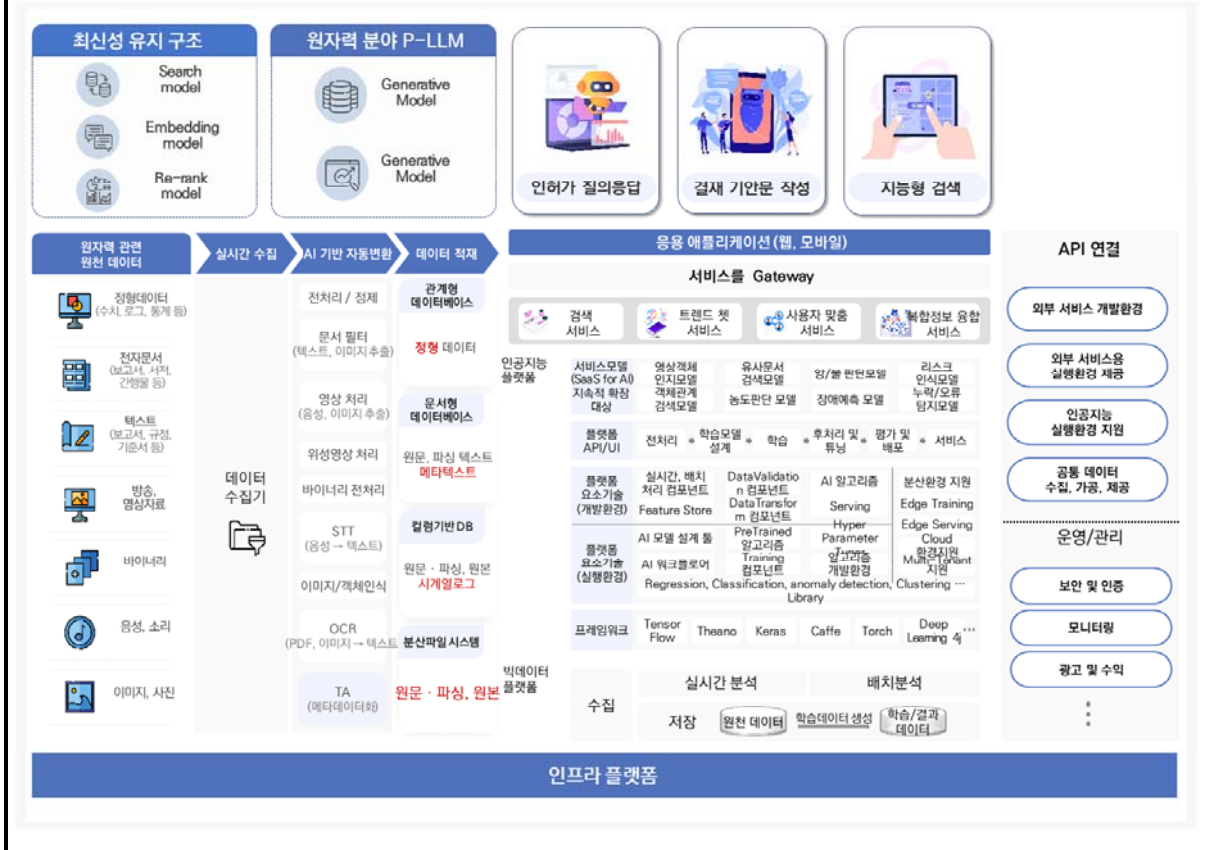 최신성 유지 구조
Search
model
Embedding
model
Re-rank
model
원자력 분야 P-LLM
Generative
Model
Generative
Model
인허가 질의응답
결재 기안문 작성
지능형 검색
원자력 관련
원천 데이터
실시간 수집
AI 기반 자동변환
데이터 적재
정형데이터
(수치, 로그, 통계 등)
전자문서
(보고서, 서적,
간행물 등)
텍스트
(보고서, 규정,
기준서 등)
방송,
영상자료
바이너리
음성, 소리
이미지, 사진
데이터
수집기
전처리 / 정제
문서 필터
(텍스트, 이미지 추출)
영상 처리
(음성, 이미지 추출)
위성영상 처리
바이너리 전처리
STT
(음성 → 텍스트)
이미지/객체인식
OCR
(PDF, 이미지 → 텍스트
TA
(메타데이터화)
관계형
데이터베이스
정형 데이터
문서형
데이터베이스
원문, 파싱 텍스트
메타텍스트
컬럼기반 DB
원문 · 파싱, 원본
시계열로그
분산파일 시스템
원문 · 파싱, 원본
응용 애플리케이션 (웹, 모바일)
서비스를 Gateway
검색
서비스
트렌드 쳇
서비스
사용자 맞춤
서비스
복합정보 융합
서비스
인공지능
플랫폼
서비스모델
(SaaS for AI)
지속적 확장
대상
영상객체
인지모델
객체관계
검색모델
유사문서
검색모델
농도판단 모델
양/불 판단모델
장애예측 모델
리스크
인식모델
누락/오류
탐지모델
플랫폼
API/UI
전처리
학습모델
설계
학습
후처리 및
튜닝
평가 및
배포
서비스
플랫폼
요소기술
(개발환경)
실시간, 배치
처리 컴포넌트
Feature Store
DataValidatio
n 컴포넌트
DataTransfor
m 컴포넌트
AI 알고리즘
Serving
분산환경 지원
Edge Training
플랫폼
요소기술
(실행환경)
AI 모델 설계 툴
AI 워크플로어
PreTrained
알고리즘
Training
컴포넌트
Hyper
Parameter
Tuner
알고리즘
개발환경
Edge Serving
Cloud
환경지원
Multi-Tenant
지원
Regression, Classification, anomaly detection, Clustering ···
Library
프레임워크
Tensor
Flow
Theano
Keras
Caffe
Torch
Deep
Learning 4j
···
빅데이터
플랫폼
수집
실시간 분석
배치분석
저장
원천 데이터
학습데이터 생성
학습/결과
데이터
API 연결
외부 서비스 개발환경
외부 서비스용
실행환경 제공
인공지능
실행환경 지원
공통 데이터
수집, 가공, 제공
운영/관리
보안 및 인증
모니터링
광고 및 수익
인프라 플랫폼